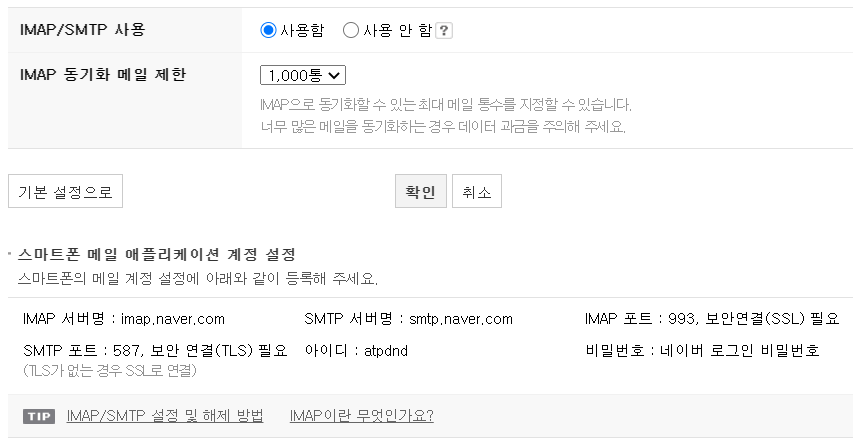 IMAP/SMTP 사용 사용함 사용 안 함 ?
IMAP 동기화 메일 제한 1,000통
IMAP으로 동기화할 수 있는 최대 메일 통수를 지정할 수 있습니다.
너무 많은 메일을 동기화하는 경우 데이터 과금을 주의해 주세요.
기본 설정으로 확인 취소
스마트폰 메일 애플리케이션 계정 설정
스마트폰의 메일 계정 설정에 아래와 같이 등록해 주세요.
IMAP 서버명 : imap.naver.com SMTP 서버명 : smtp.naver.com IMAP 포트 : 993, 보안연결(SSL) 필요
SMTP 포트 : 587, 보안 연결(TLS) 필요 아이디 : atpdnd 비밀번호 : 네이버 로그인 비밀번호
(TLS가 없는 경우 SSL로 연결)
TIP IMAP/SMTP 설정 및 해제 방법 IMAP이란 무엇인가요?